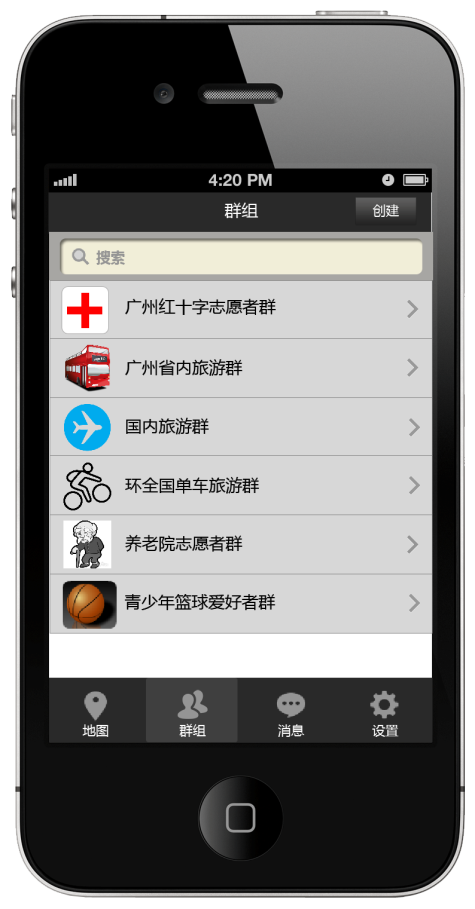 4:20 PM
群组
创建
搜索
广州红十字志愿者群
广州省内旅游群
国内旅游群
环全国单车旅游群
养老院志愿者群
青少年篮球爱好者群
地图
群组
消息
设置